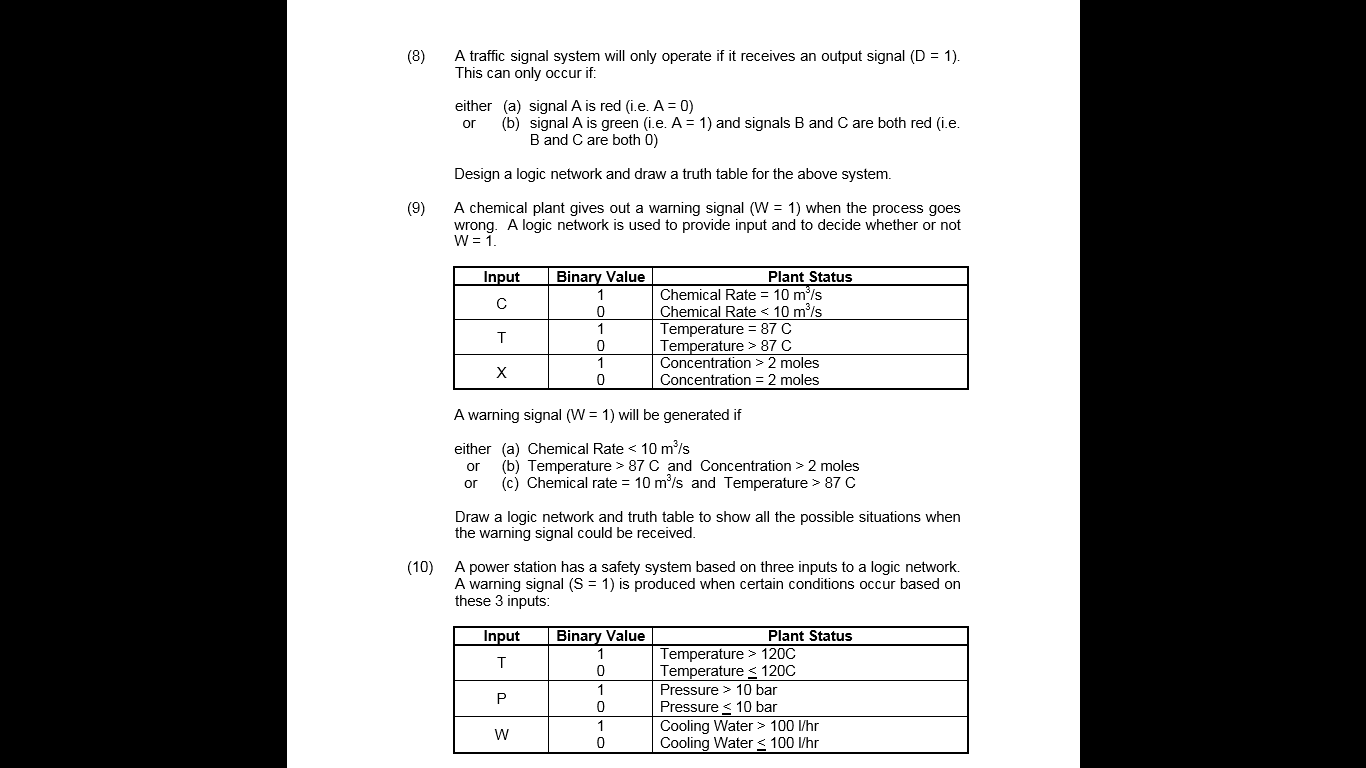 (8) A traffic signal system will only operate if it receives an output signal (D = 1).
This can only occur if:
either (a) signal A is red (i.e. A = 0)
or (b) signal A is green (i.e. A = 1) and signals B and C are both red (i.e.
B and C are both 0)
Design a logic network and draw a truth table for the above system.
(9) A chemical plant gives out a warning signal (W = 1) when the process goes
wrong. A logic network is used to provide input and to decide whether or not
W = 1.
Input Binary Value Plant Status
C 1 Chemical Rate = 10 m³/s
0 Chemical Rate < 10 m³/s
T 1 Temperature = 87 C
0 Temperature > 87 C
X 1 Concentration > 2 moles
0 Concentration = 2 moles
A warning signal (W = 1) will be generated if
either (a) Chemical Rate < 10 m³/s
or (b) Temperature > 87 C and Concentration > 2 moles
or (c) Chemical rate = 10 m³/s and Temperature > 87 C
Draw a logic network and truth table to show all the possible situations when
the warning signal could be received.
(10) A power station has a safety system based on three inputs to a logic network.
A warning signal (S = 1) is produced when certain conditions occur based on
these 3 inputs:
Input Binary Value Plant Status
T 1 Temperature > 120C
0 Temperature ≤ 120C
P 1 Pressure > 10 bar
0 Pressure ≤ 10 bar
W 1 Cooling Water > 100 l/hr
0 Cooling Water ≤ 100 l/hr